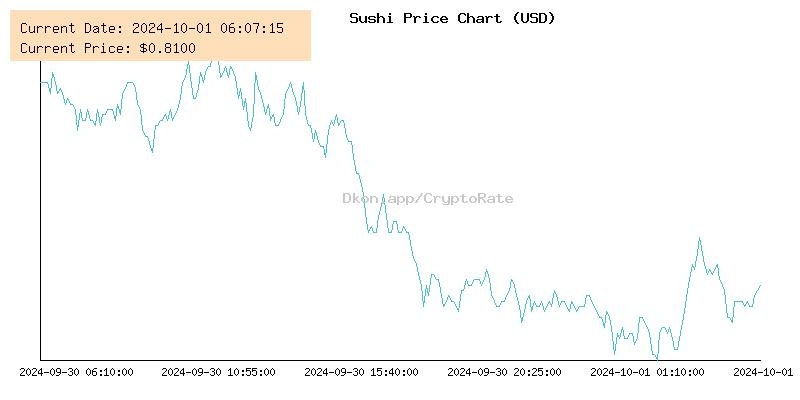 Sushi Price Chart (USD)
Current Date: 2024-10-01 06:07:15
Current Price: $0.8100
Dkon.app/CryptoRate
2024-09-30 06:10:00 2024-09-30 10:55:00 2024-09-30 15:40:00 2024-09-30 20:25:00 2024-10-01 01:10:00 2024-10-01